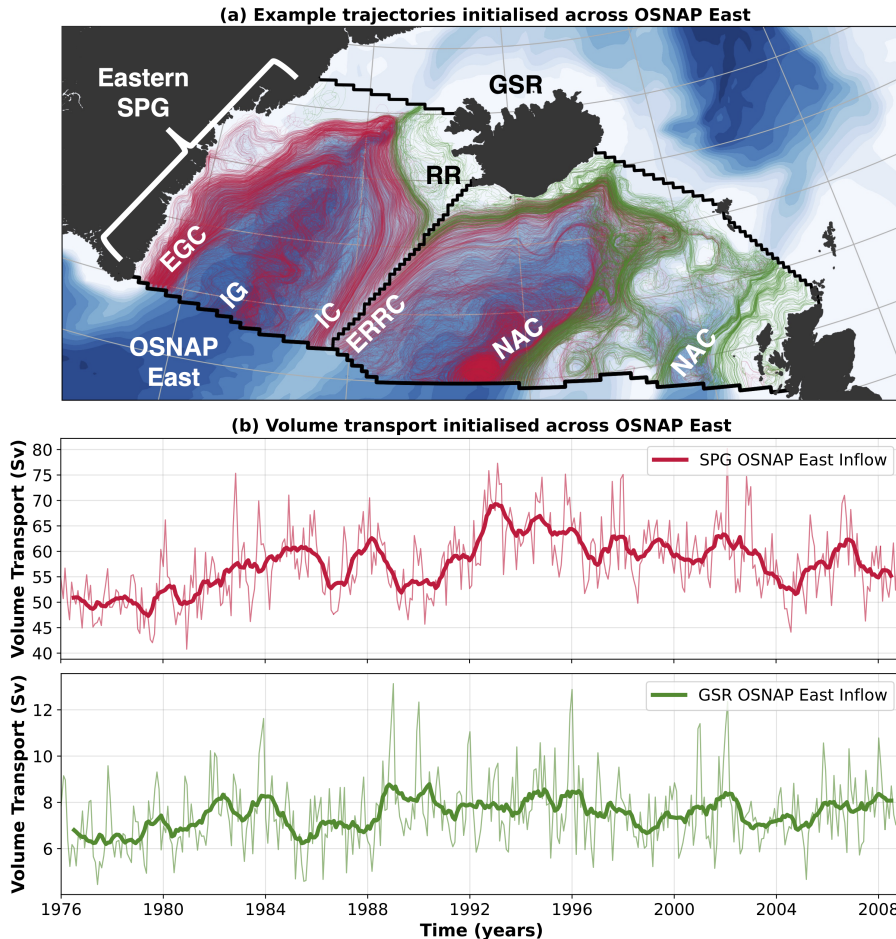 (a) Example trajectories initialised across OSNAP East
Eastern
SPG
GSR
RR
EGC
IG
IC
ERRC
NAC
NAC
OSNAP
East
(b) Volume transport initialised across OSNAP East
Volume Transport (Sv)
80
75
70
65
60
55
50
45
40
SPG OSNAP East Inflow
Volume Transport (Sv)
12
10
8
6
GSR OSNAP East Inflow
1976 1980 1984 1988 1992 1996 2000 2004 2008
Time (years)